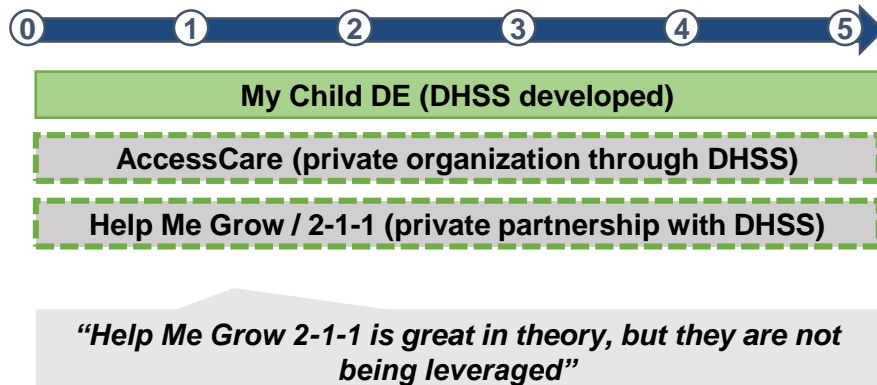 0 1 2 3 4 5
My Child DE (DHSS developed)
AccessCare (private organization through DHSS)
Help Me Grow / 2-1-1 (private partnership with DHSS)
“Help Me Grow 2-1-1 is great in theory, but they are not
being leveraged”